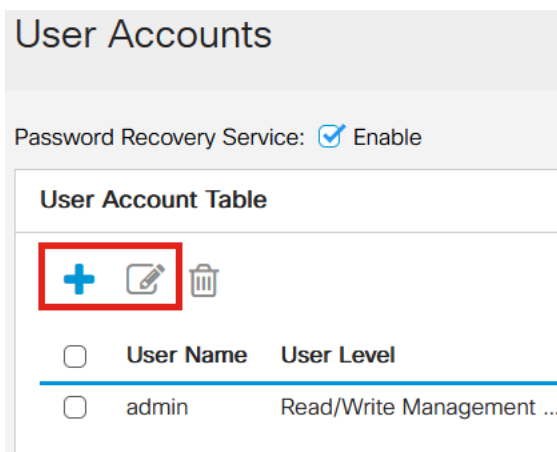 User Accounts
Password Recovery Service: Enable
User Account Table
User Name User Level
admin Read/Write Management ...